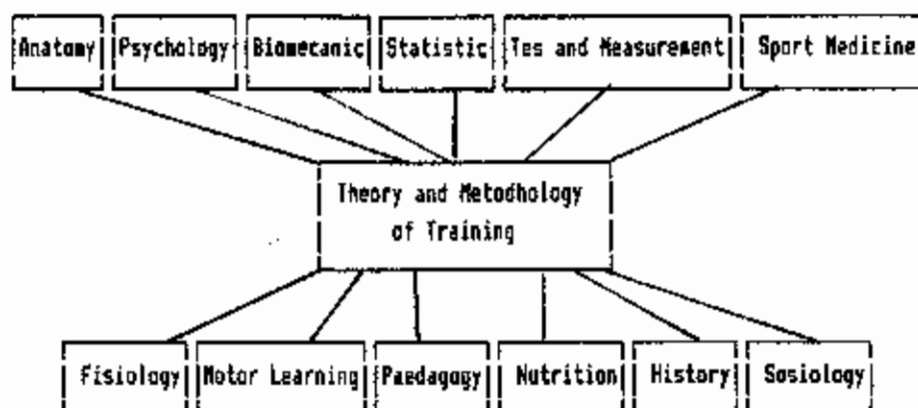 Anatomy Psychology Biomecanic Statistic Tes and Measurement Sport Medicine
Theory and Metodhology
of Training
Fisiology Motor Learning Paedagogy Nutrition History Sosiology